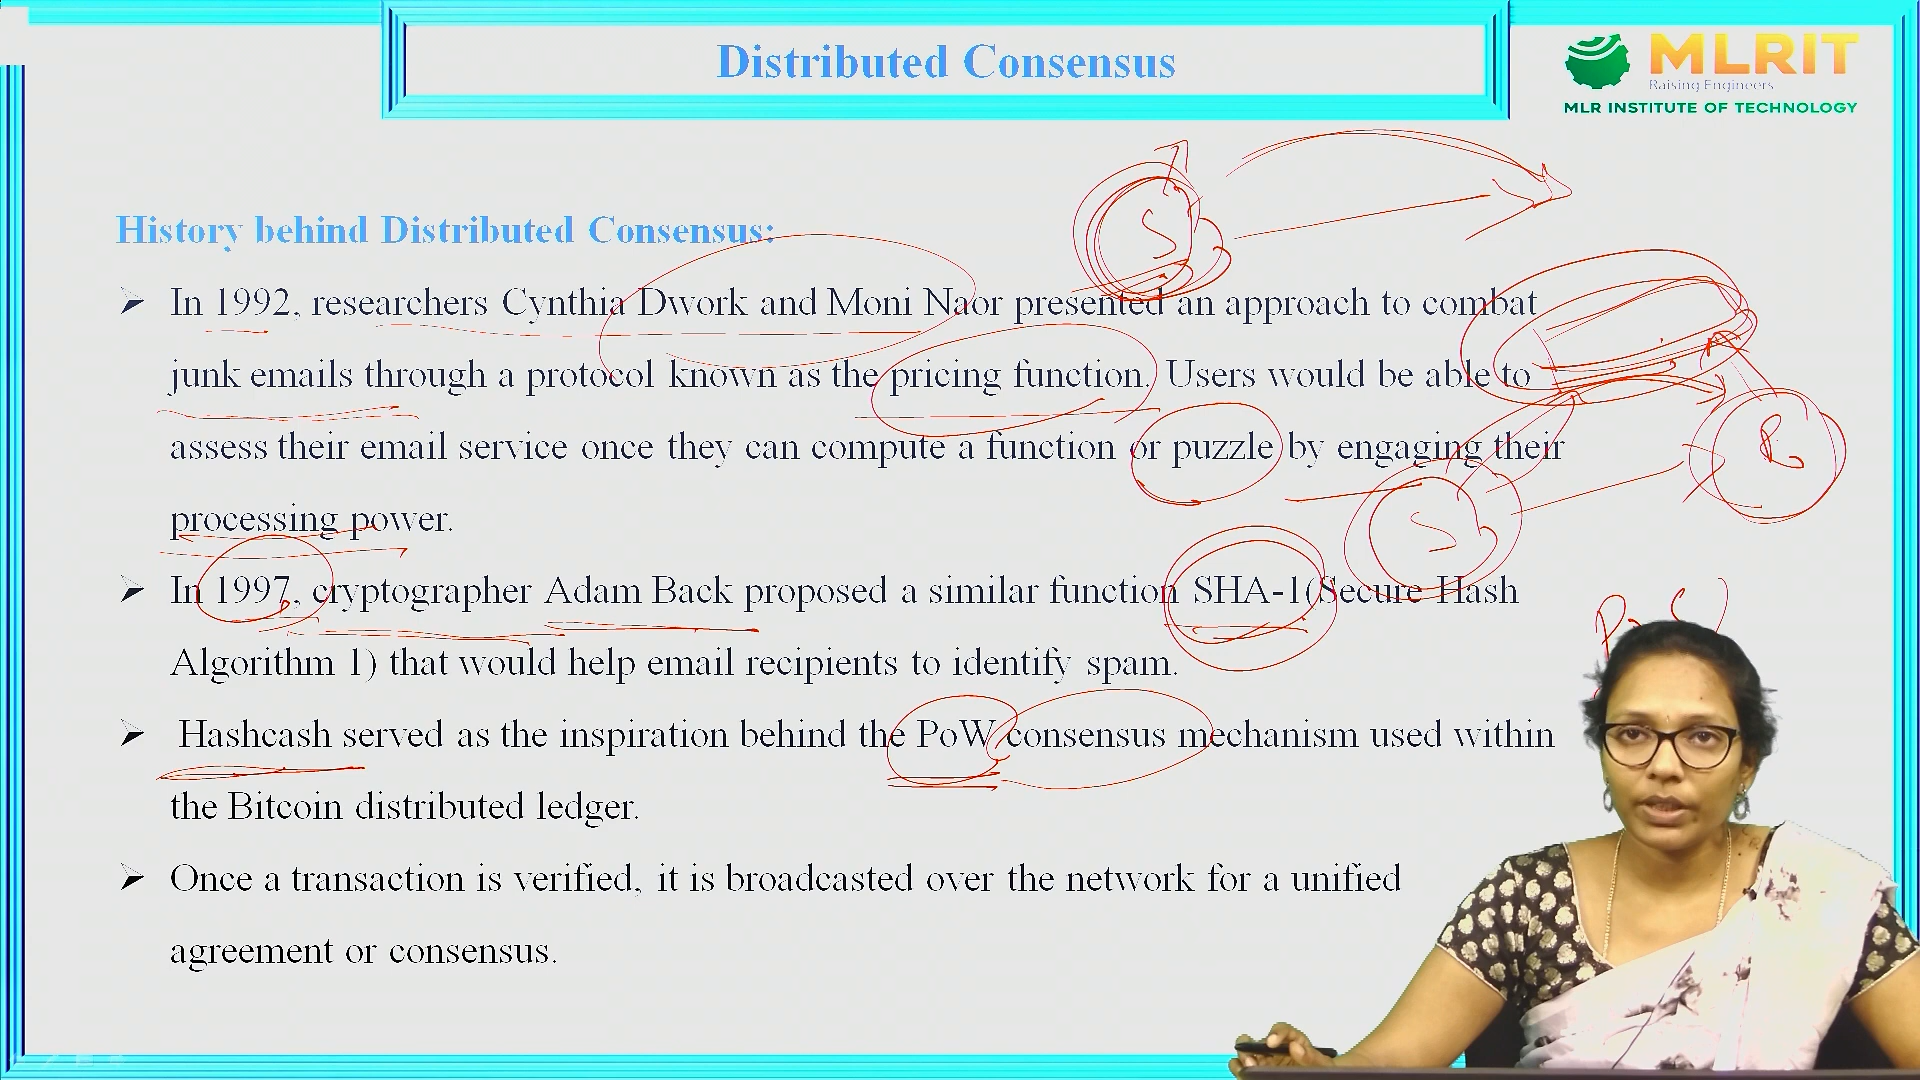 Distributed Consensus
MLRIT
Raising Engineers
MLR INSTITUTE OF TECHNOLOGY
History behind Distributed Consensus:
In 1992, researchers Cynthia Dwork and Moni Naor presented an approach to combat
junk emails through a protocol known as the pricing function. Users would be able to
assess their email service once they can compute a function or puzzle by engaging their
processing power.
In 1997, cryptographer Adam Back proposed a similar function SHA-1(Secure Hash
Algorithm 1) that would help email recipients to identify spam.
Hashcash served as the inspiration behind the PoW consensus mechanism used within
the Bitcoin distributed ledger.
Once a transaction is verified, it is broadcasted over the network for a unified
agreement or consensus.
S
R
S